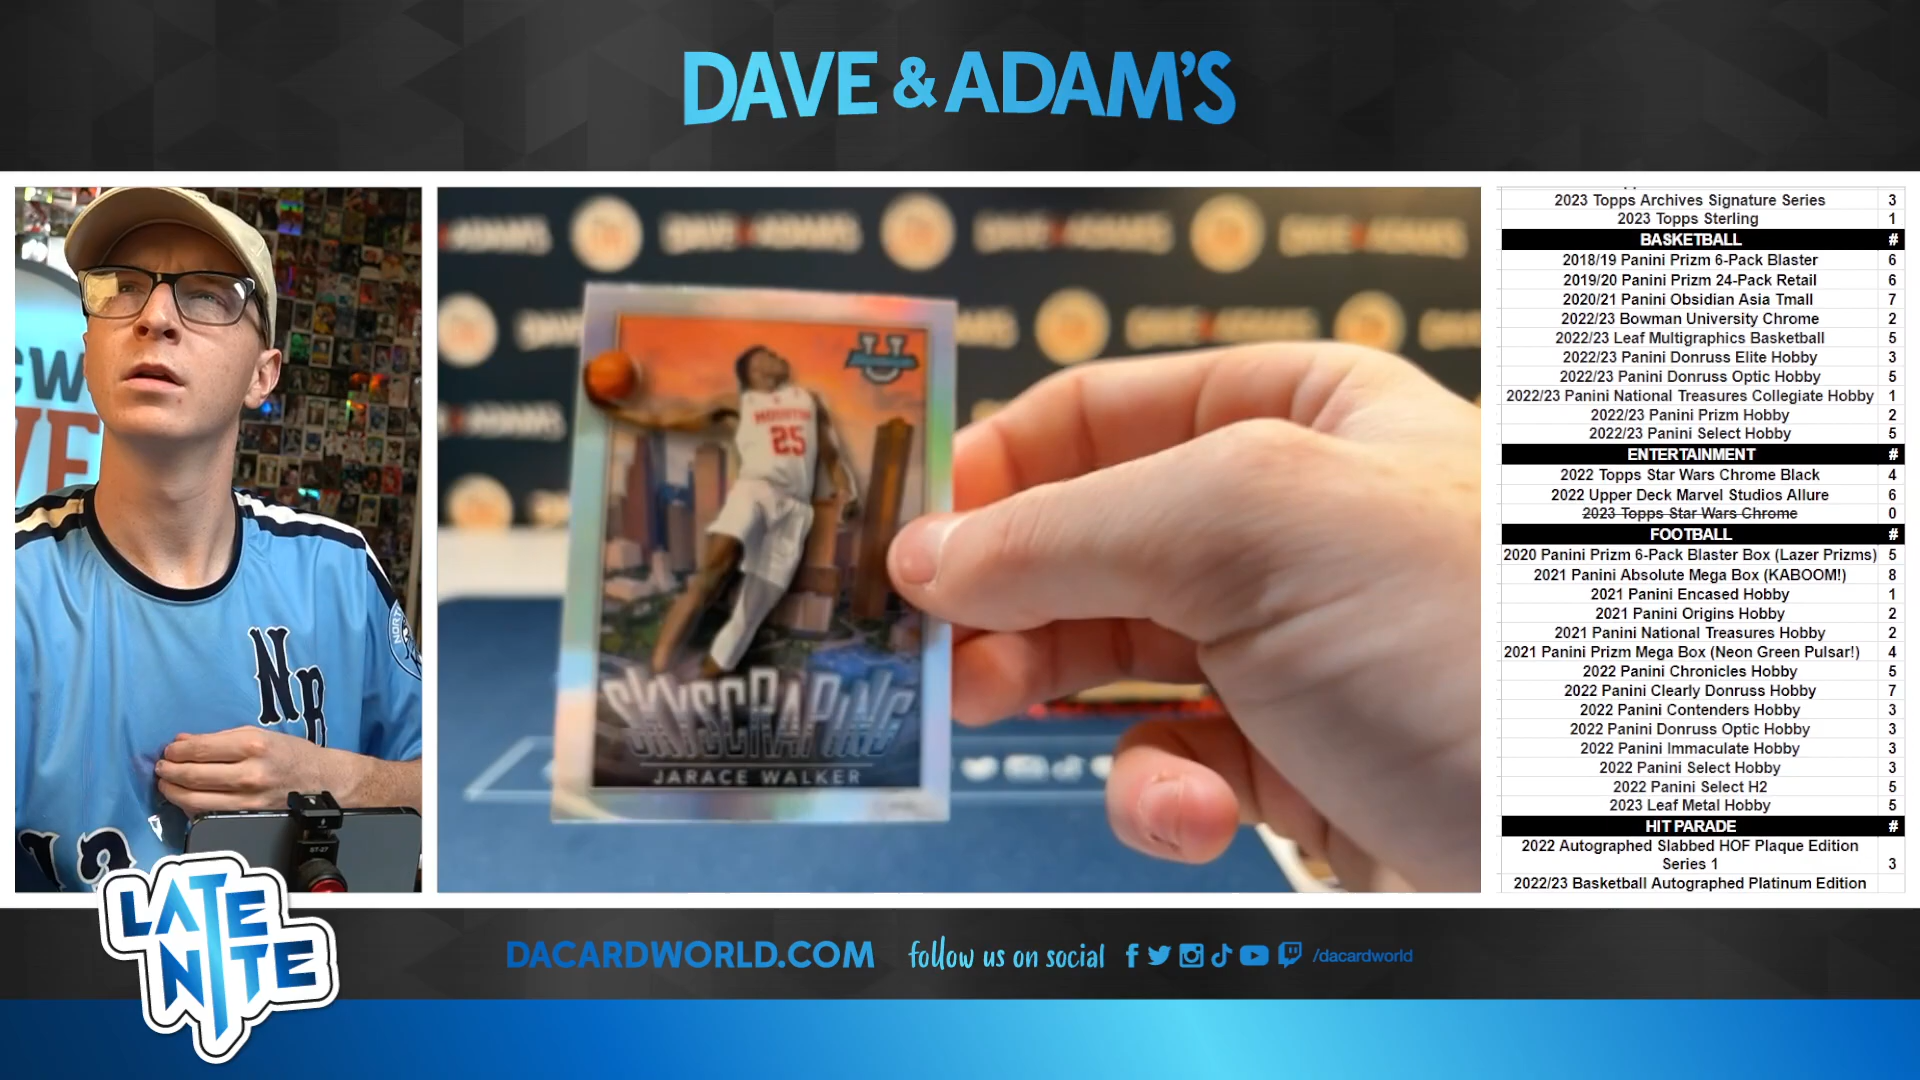 DAVE & ADAM'S
2023 Topps Archives Signature Series 3
2023 Topps Sterling 1
BASKETBALL #
2018/19 Panini Prizm 6-Pack Blaster 6
2019/20 Panini Prizm 24-Pack Retail 6
2020/21 Panini Obsidian Asia Tmall 7
2022/23 Bowman University Chrome 2
2022/23 Leaf Multigraphics Basketball 5
2022/23 Panini Donruss Elite Hobby 3
2022/23 Panini Donruss Optic Hobby 5
2022/23 Panini National Treasures Collegiate Hobby 1
2022/23 Panini Prizm Hobby 2
2022/23 Panini Select Hobby 5
ENTERTAINMENT #
2022 Topps Star Wars Chrome Black 4
2022 Upper Deck Marvel Studios Allure 6
2023 Topps Star Wars Chrome 0
FOOTBALL #
2020 Panini Prizm 6-Pack Blaster Box (Lazer Prizms) 5
2021 Panini Absolute Mega Box (KABOOM!) 8
2021 Panini Encased Hobby 1
2021 Panini Origins Hobby 2
2021 Panini National Treasures Hobby 2
2021 Panini Prizm Mega Box (Neon Green Pulsar!) 4
2022 Panini Chronicles Hobby 5
2022 Panini Clearly Donruss Hobby 7
2022 Panini Contenders Hobby 3
2022 Panini Donruss Optic Hobby 3
2022 Panini Immaculate Hobby 3
2022 Panini Select Hobby 3
2022 Panini Select H2 5
2023 Leaf Metal Hobby 5
HIT PARADE #
2022 Autographed Slabbed HOF Plaque Edition
Series 1 3
2022/23 Basketball Autographed Platinum Edition
DAVE & ADAM'S
HOUSTON
25
SKYSCRAPING
JARACE WALKER
NB
LATE
NITE
DACARDWORLD.COM follow us on social /dacardworld